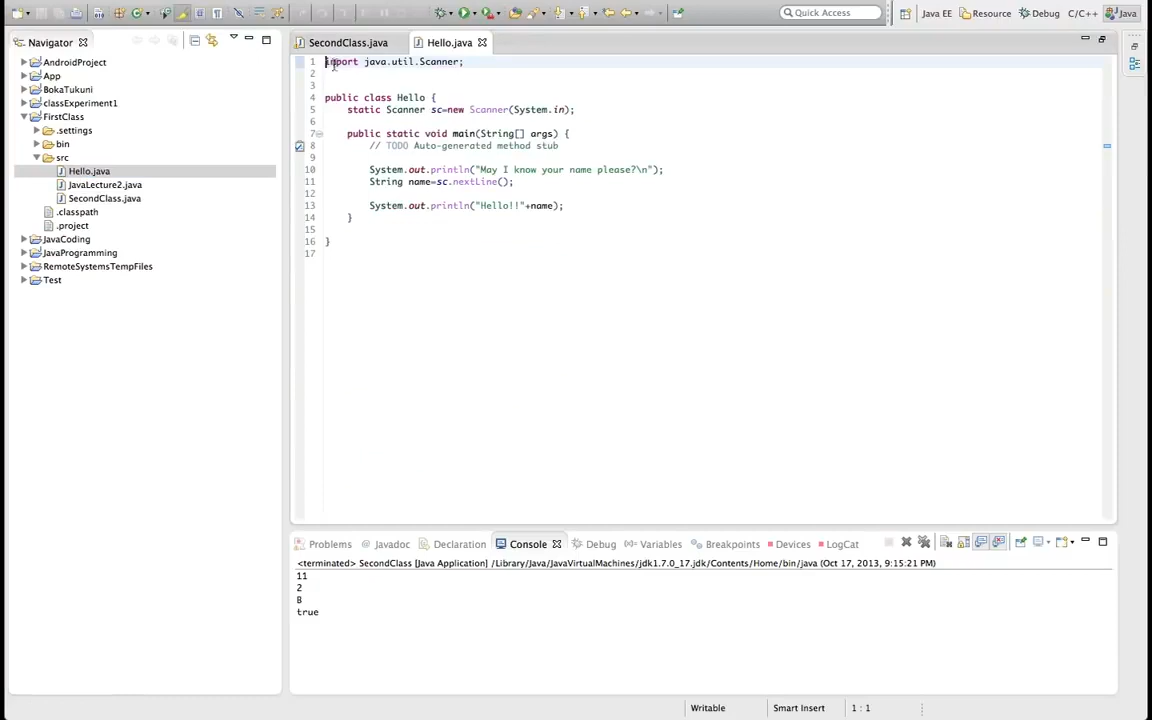 Quick Access
Java EE
Resource
Debug
C/C++
Java
Navigator
AndroidProject
App
BokaTukuni
classExperiment1
FirstClass
.settings
bin
src
Hello.java
JavaLecture2.java
SecondClass.java
.classpath
.project
JavaCoding
JavaProgramming
RemoteSystemsTempFiles
Test
SecondClass.java
Hello.java
1 import java.util.Scanner;
2
3
4 public class Hello {
5 static Scanner sc=new Scanner(System.in);
6
7 public static void main(String[] args) {
8 // TODO Auto-generated method stub
9
10 System.out.println("May I know your name please?\n");
11 String name=sc.nextLine();
12
13 System.out.println("Hello!!"+name);
14 }
15
16 }
17
Problems @ Javadoc Declaration Console Debug (x)= Variables Breakpoints Devices LogCat
<terminated> SecondClass [Java Application] /Library/Java/JavaVirtualMachines/jdk1.7.0_17.jdk/Contents/Home/bin/java (Oct 17, 2013, 9:15:21 PM)
11
2
B
true
Writable Smart Insert 1 : 1